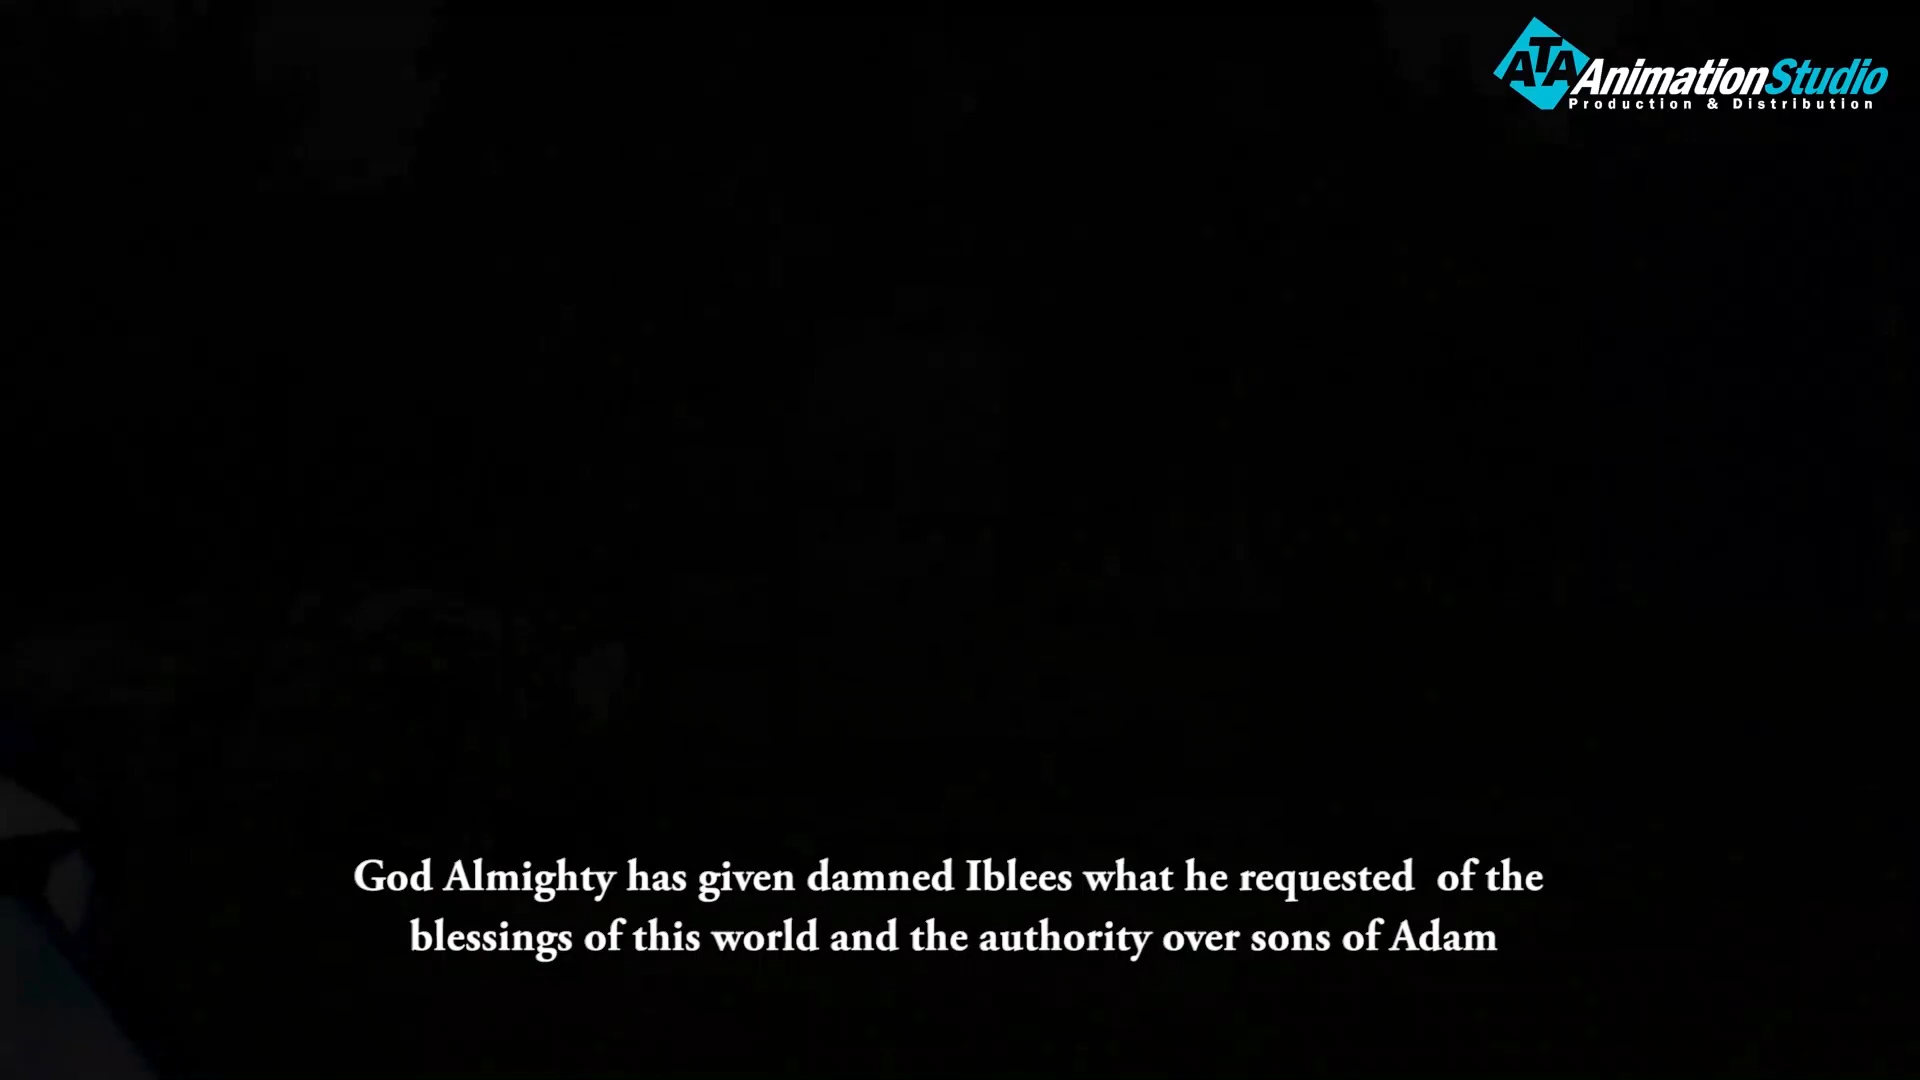 ATA AnimationStudio
Production & Distribution
God Almighty has given damned Iblees what he requested  of the
blessings of this world and the authority over sons of Adam